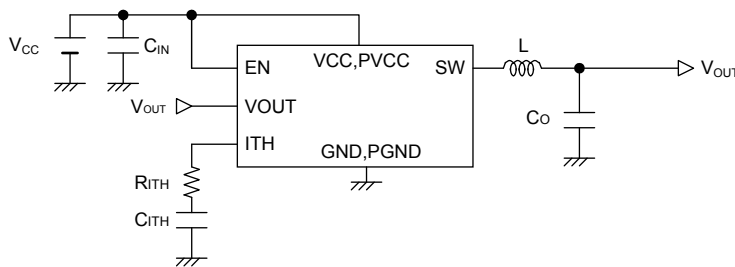 VCC
CIN
EN
VCC,PVCC
SW
L
VOUT
VOUT
VOUT
CO
ITH
GND,PGND
RITH
CITH